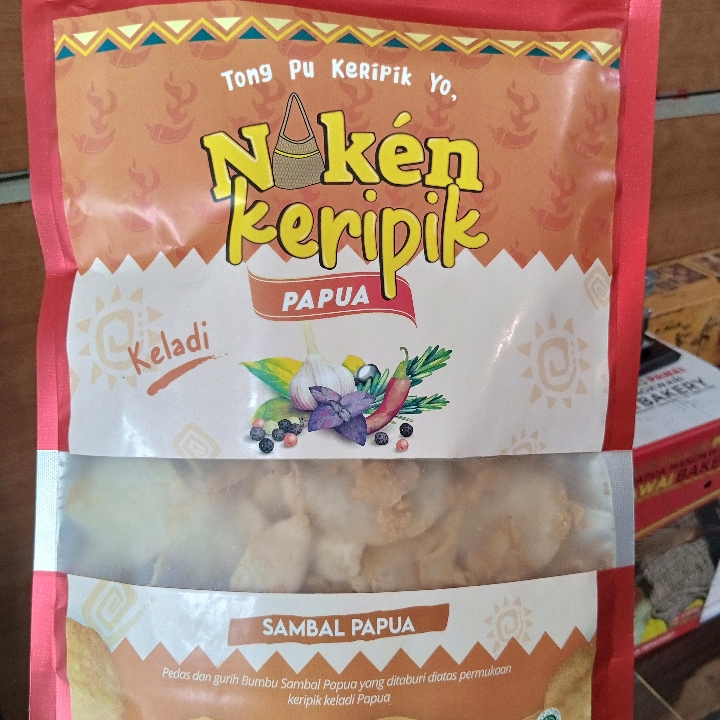 Tong Pu Keripik Yo,
Nokén
keripik
PAPUA
Keladi
SAMBAL PAPUA
Pedas dan gurih Bumbu Sambal Papua yang ditaburi diatas permukaan
keripik keladi Papua
BAKERY